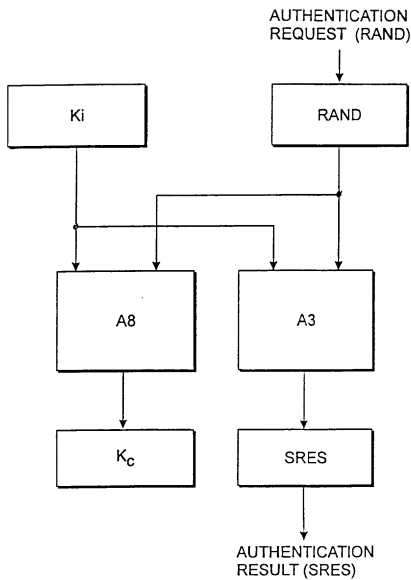 AUTHENTICATION
REQUEST (RAND)
Ki
RAND
A8
A3
Kc
SRES
AUTHENTICATION
RESULT (SRES)